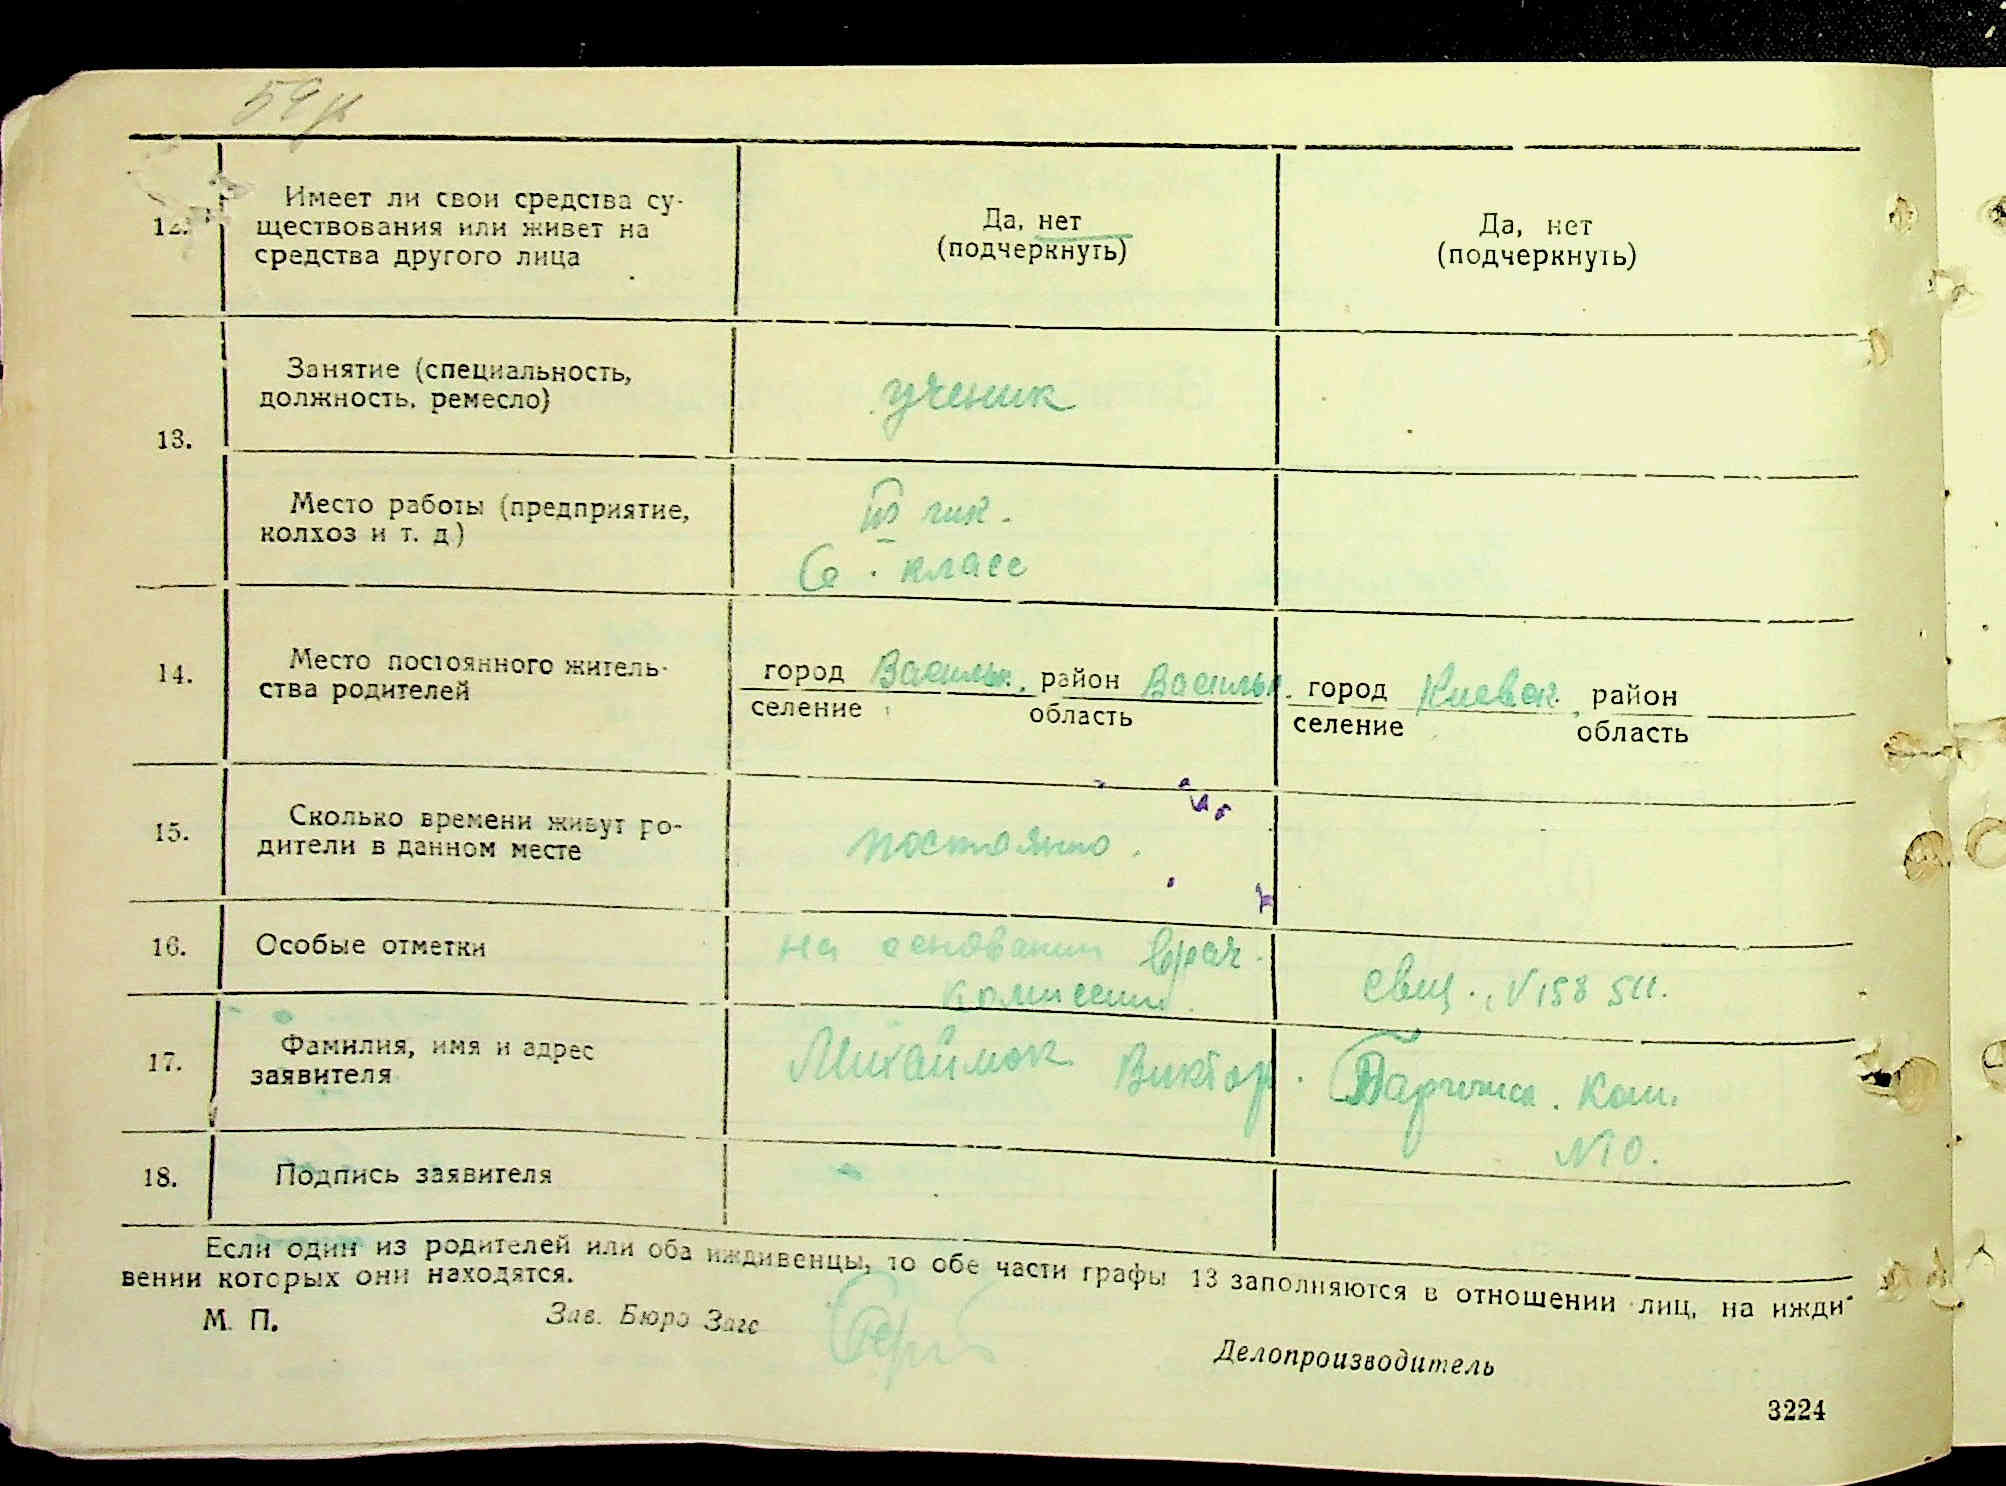 12. Имеет ли свои средства су-
ществования или живет на
средства другого лица
Да, нет
(подчеркнуть)
Да, нет
(подчеркнуть)
13.
Занятие (специальность,
должность, ремесло)
ученик
Место работы (предприятие,
колхоз и т. д.)
класс
14. Место постоянного житель-
ства родителей
город Васильк. район Васильк.
селение область
город Киевск. район
селение область
15. Сколько времени живут ро-
дители в данном месте
постоянно.
16. Особые отметки
на основании врач.
комиссии.
свид. 158 511.
17. Фамилия, имя и адрес
заявителя
Виктор. Париж. Ком.
№10.
18. Подпись заявителя
Если один из родителей или оба иждивенцы, то обе части графы 13 заполняются в отношении лиц, на ижди-
вении которых они находятся.
М. П.
Зав. Бюро Загс
Делопроизводитель
3224